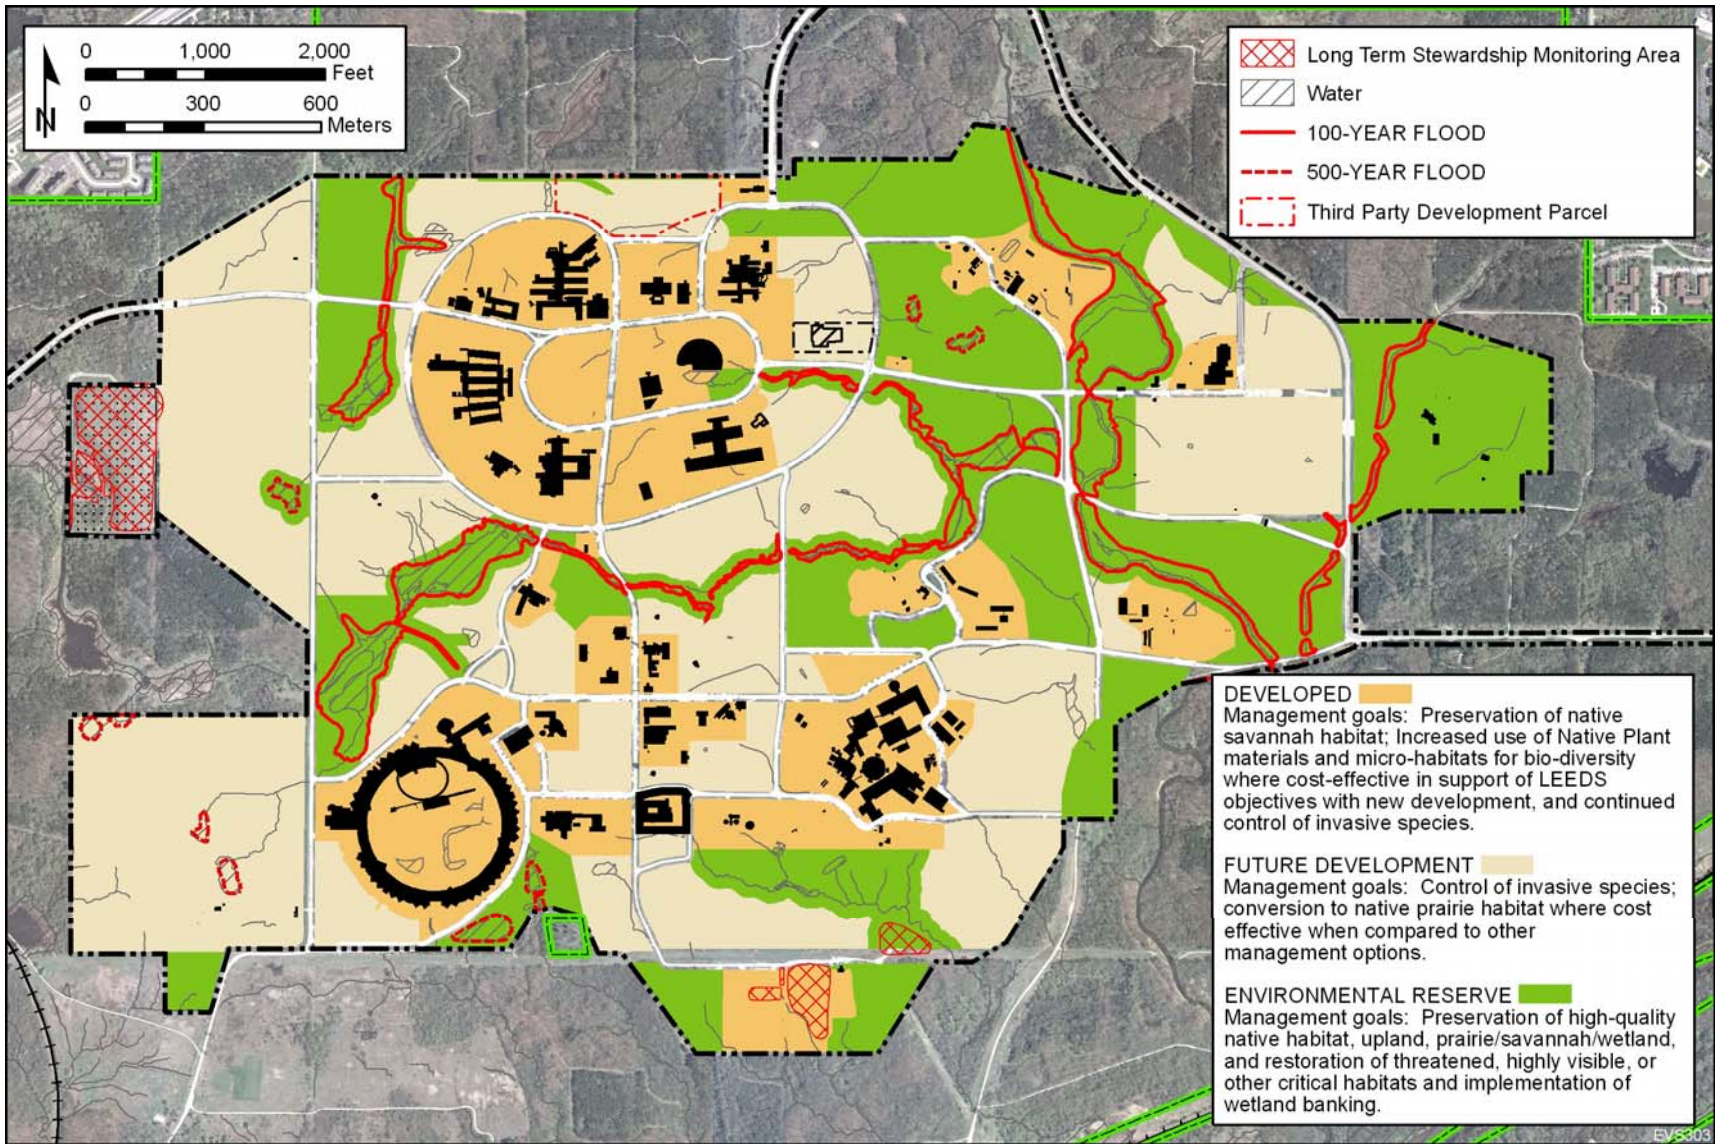 0 1,000 2,000
Feet
0 300 600
Meters
N
Long Term Stewardship Monitoring Area
Water
100-YEAR FLOOD
500-YEAR FLOOD
Third Party Development Parcel
DEVELOPED
Management goals: Preservation of native
savannah habitat; Increased use of Native Plant
materials and micro-habitats for bio-diversity
where cost-effective in support of LEEDS
objectives with new development, and continued
control of invasive species.
FUTURE DEVELOPMENT
Management goals: Control of invasive species;
conversion to native prairie habitat where cost
effective when compared to other
management options.
ENVIRONMENTAL RESERVE
Management goals: Preservation of high-quality
native habitat, upland, prairie/savannah/wetland,
and restoration of threatened, highly visible, or
other critical habitats and implementation of
wetland banking.
EVS303